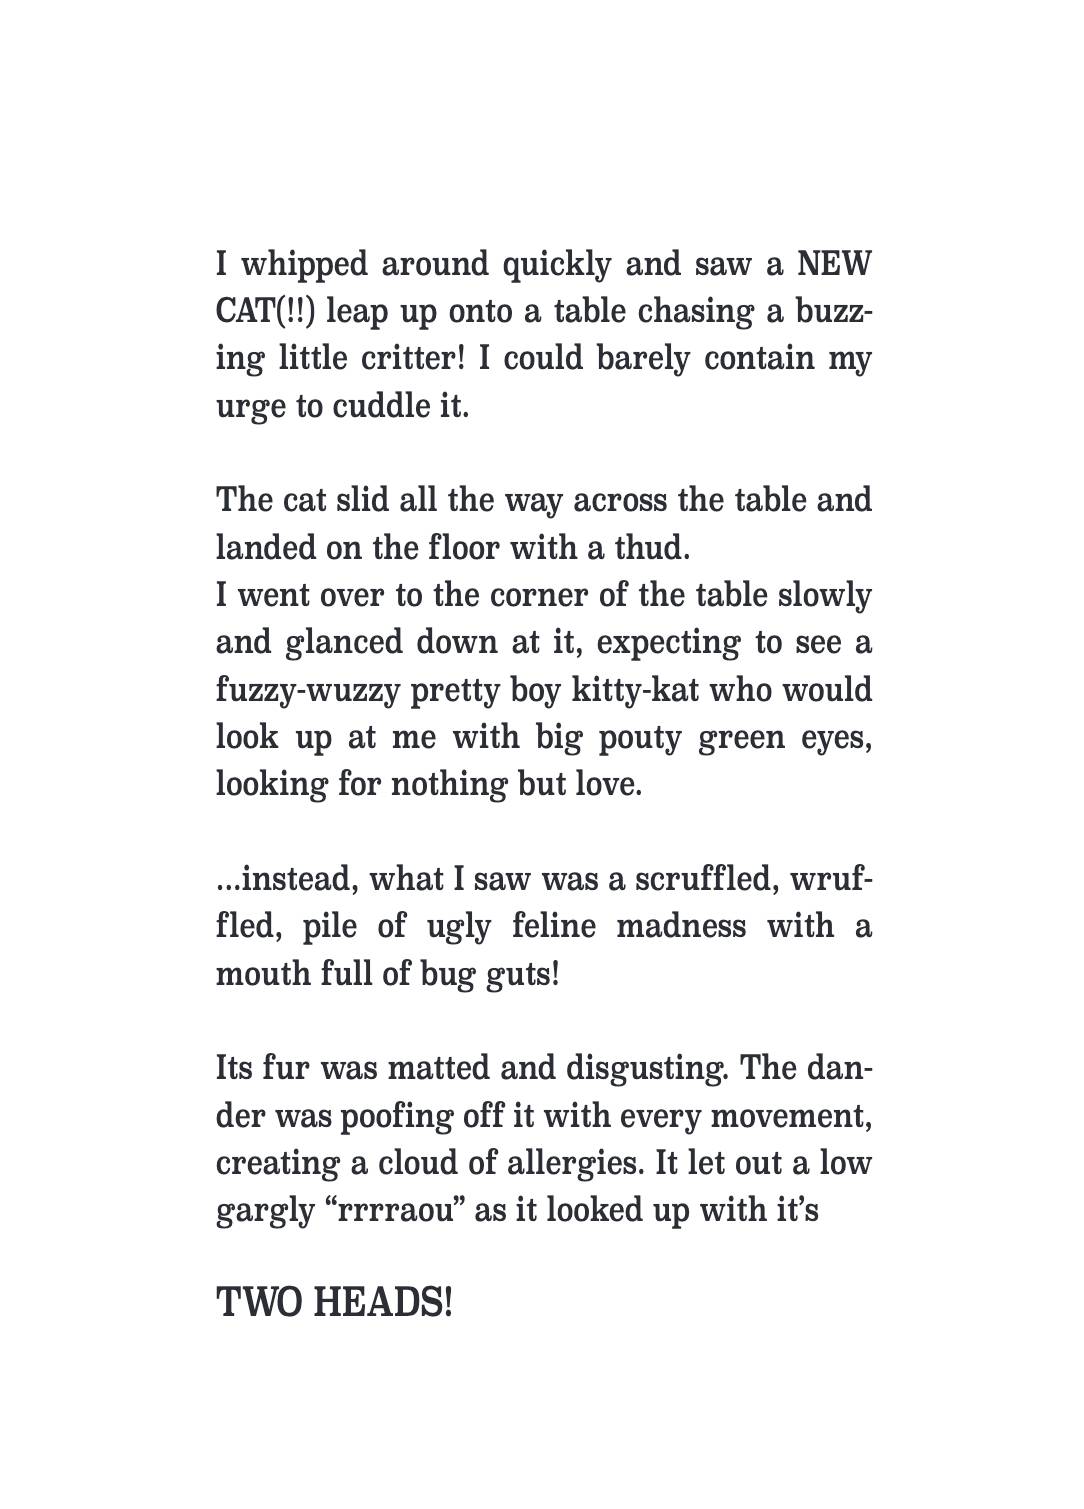 I whipped around quickly and saw a NEW
CAT(!!) leap up onto a table chasing a buzz-
ing little critter! I could barely contain my
urge to cuddle it.
The cat slid all the way across the table and
landed on the floor with a thud.
I went over to the corner of the table slowly
and glanced down at it, expecting to see a
fuzzy-wuzzy pretty boy kitty-kat who would
look up at me with big pouty green eyes,
looking for nothing but love.
...instead, what I saw was a scruffled, wruf-
fled, pile of ugly feline madness with a
mouth full of bug guts!
Its fur was matted and disgusting. The dan-
der was poofing off it with every movement,
creating a cloud of allergies. It let out a low
gargly “rrrraou” as it looked up with it’s
TWO HEADS!